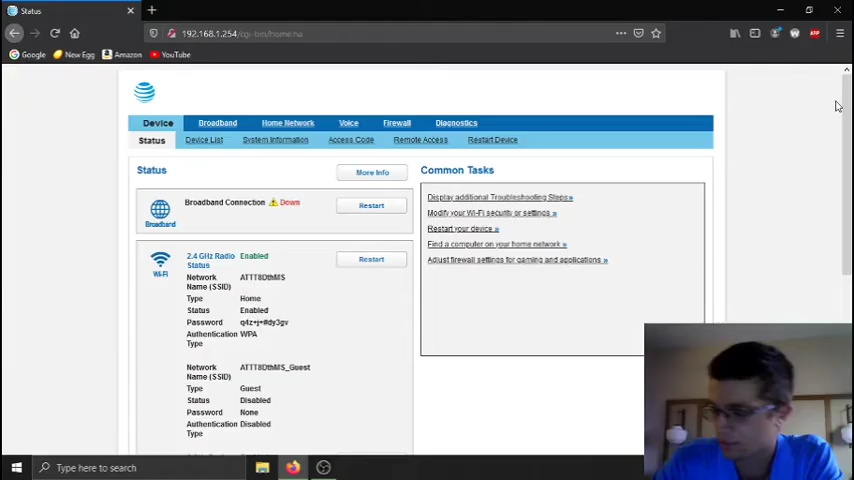 Status
192.168.1.254/cgi-bin/home.ha
Google
New Egg
Amazon
YouTube
Device
Broadband
Home Network
Voice
Firewall
Diagnostics
Status
Device List
System Information
Access Code
Remote Access
Restart Device
Status
More Info
Common Tasks
Broadband
Broadband Connection
Down
Restart
Display additional Troubleshooting Steps»
Modify your Wi-Fi security or settings »
Restart your device »
Find a computer on your home network »
Adjust firewall settings for gaming and applications »
Wi-Fi
2.4 GHz Radio Enabled
Status
Restart
Network ATTT8DthMS
Name (SSID)
Type Home
Status Enabled
Password q4z+j+#dy3gv
Authentication WPA
Type
Network ATTT8DthMS_Guest
Name (SSID)
Type Guest
Status Disabled
Password None
Authentication Disabled
Type
Type here to search